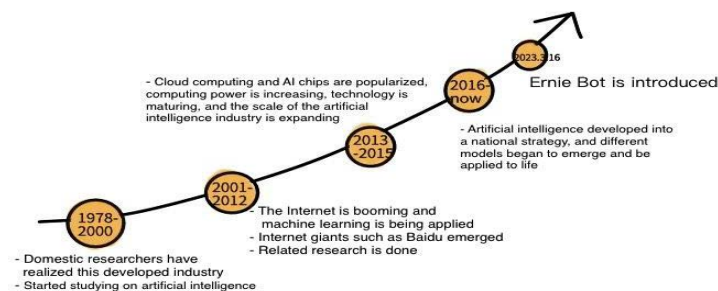 1978-
2000
- Domestic researchers have
realized this developed industry
- Started studying on artificial intelligence
2001-
2012
- The Internet is booming and
machine learning is being applied
- Internet giants such as Baidu emerged
- Related research is done
2013
-2015
- Cloud computing and AI chips are popularized,
computing power is increasing, technology is
maturing, and the scale of the artificial
intelligence industry is expanding
2016-
now
- Artificial intelligence developed into
a national strategy, and different
models began to emerge and be
applied to life
2023.3.16
Ernie Bot is introduced